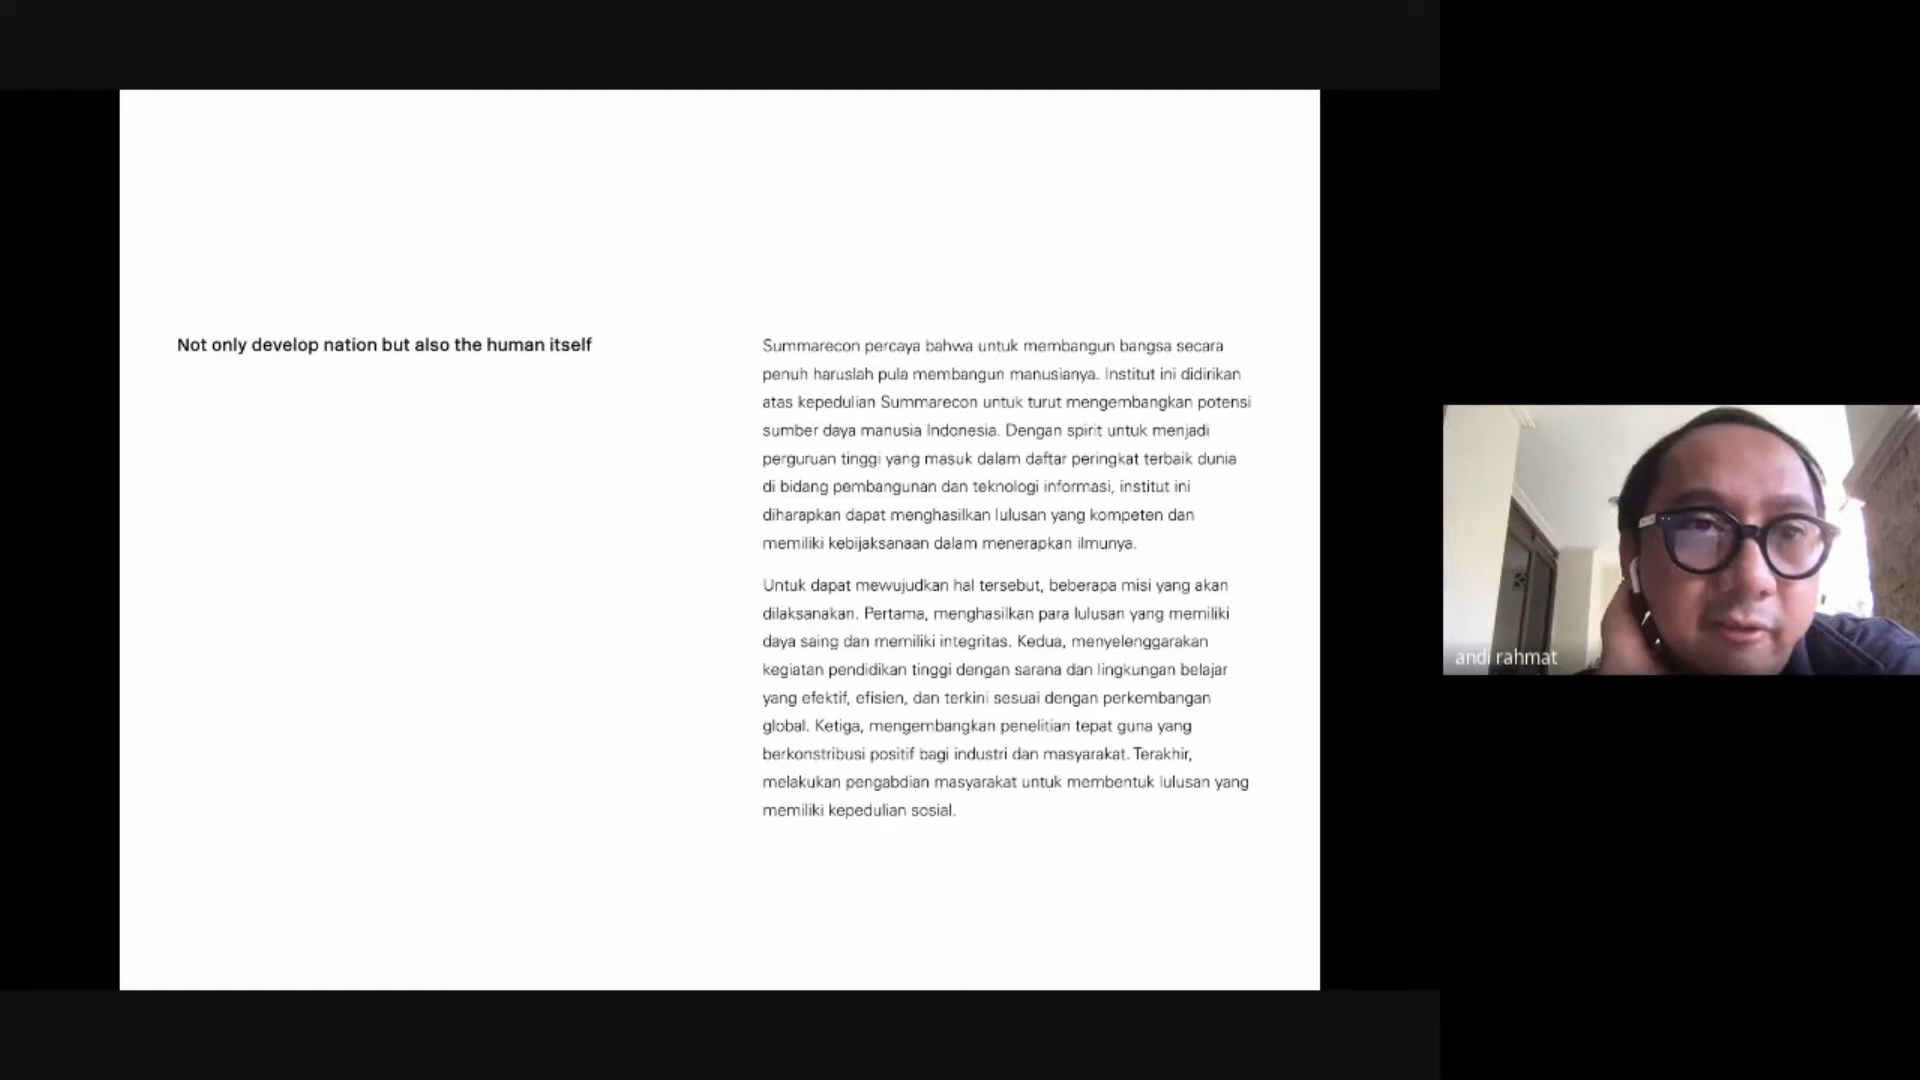 Not only develop nation but also the human itself
Summarecon percaya bahwa untuk membangun bangsa secara
penuh haruslah pula membangun manusianya. Institut ini didirikan
atas kepedulian Summarecon untuk turut mengembangkan potensi
sumber daya manusia Indonesia. Dengan spirit untuk menjadi
perguruan tinggi yang masuk dalam daftar peringkat terbaik dunia
di bidang pembangunan dan teknologi informasi, institut ini
diharapkan dapat menghasilkan lulusan yang kompeten dan
memiliki kebijaksanaan dalam menerapkan ilmunya.
Untuk dapat mewujudkan hal tersebut, beberapa misi yang akan
dilaksanakan. Pertama, menghasilkan para lulusan yang memiliki
daya saing dan memiliki integritas. Kedua, menyelenggarakan
kegiatan pendidikan tinggi dengan sarana dan lingkungan belajar
yang efektif, efisien, dan terkini sesuai dengan perkembangan
global. Ketiga, mengembangkan penelitian tepat guna yang
berkonstribusi positif bagi industri dan masyarakat. Terakhir,
melakukan pengabdian masyarakat untuk membentuk lulusan yang
memiliki kepedulian sosial.
andi rahmat